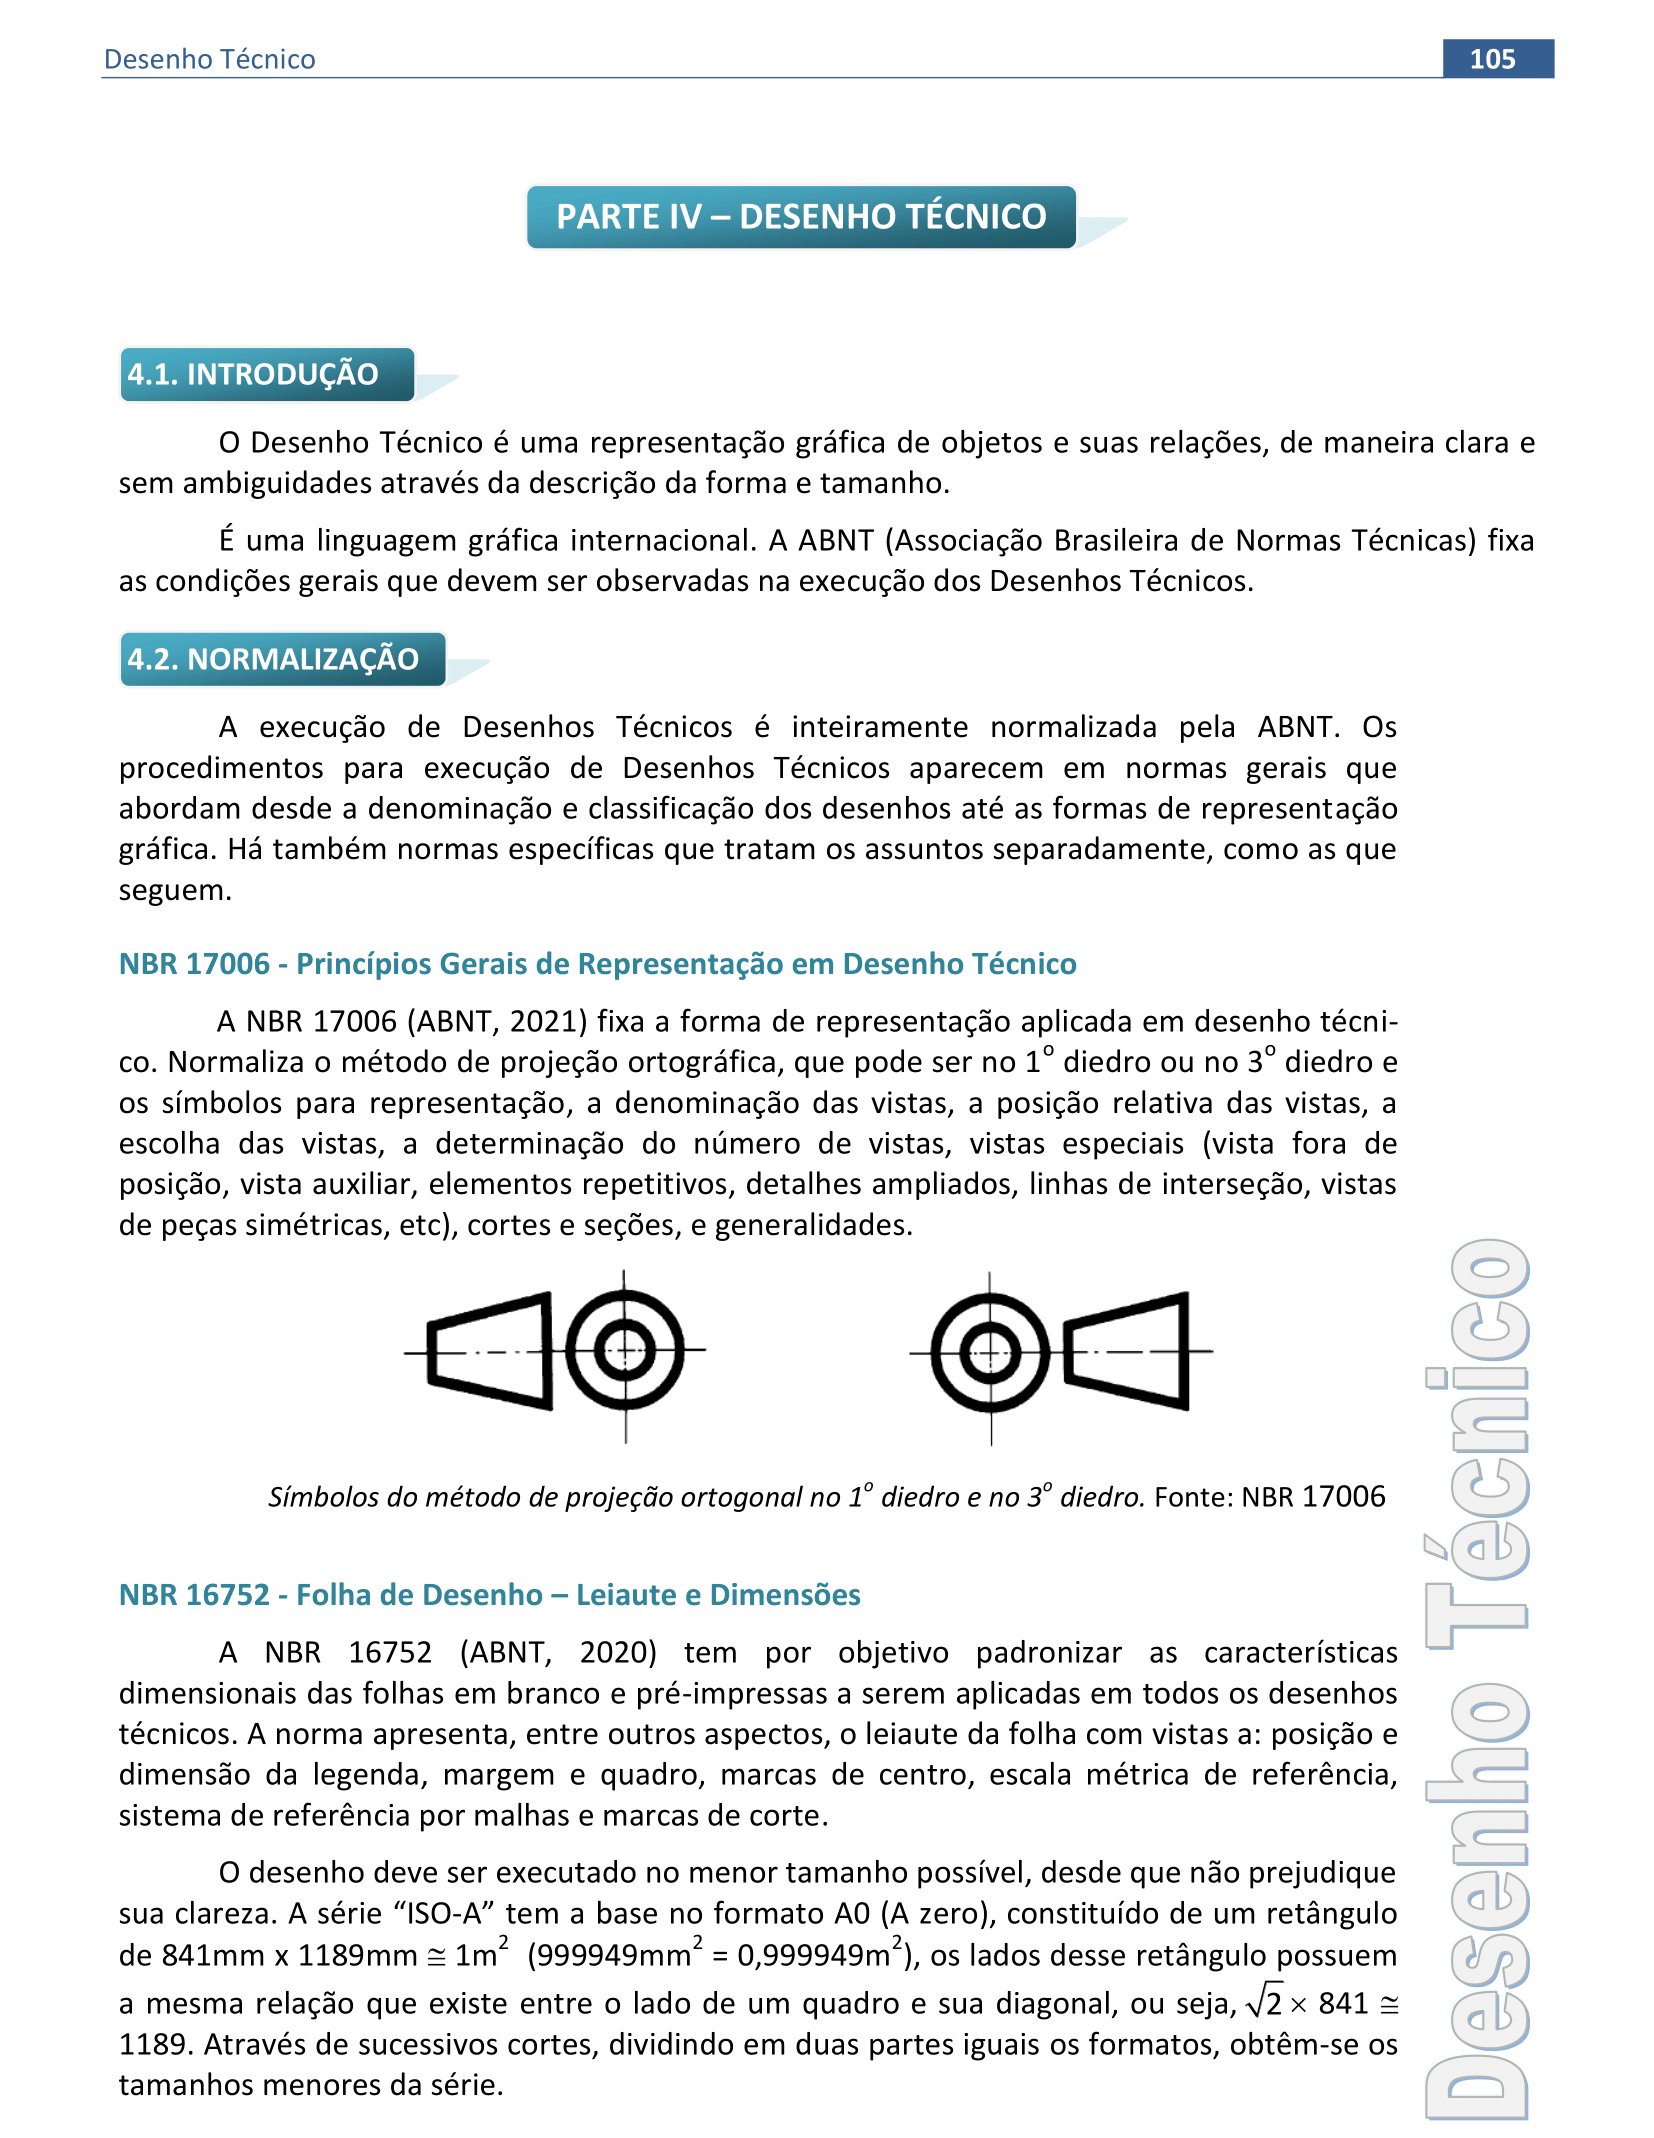 Desenho Técnico
105
PARTE IV – DESENHO TÉCNICO
4.1. INTRODUÇÃO
O Desenho Técnico é uma representação gráfica de objetos e suas relações, de maneira clara e
sem ambiguidades através da descrição da forma e tamanho.
É uma linguagem gráfica internacional. A ABNT (Associação Brasileira de Normas Técnicas) fixa
as condições gerais que devem ser observadas na execução dos Desenhos Técnicos.
4.2. NORMALIZAÇÃO
A execução de Desenhos Técnicos é inteiramente normalizada pela ABNT. Os
procedimentos para execução de Desenhos Técnicos aparecem em normas gerais que
abordam desde a denominação e classificação dos desenhos até as formas de representação
gráfica. Há também normas específicas que tratam os assuntos separadamente, como as que
seguem.
NBR 17006 - Princípios Gerais de Representação em Desenho Técnico
A NBR 17006 (ABNT, 2021) fixa a forma de representação aplicada em desenho técni-
co. Normaliza o método de projeção ortográfica, que pode ser no 1º diedro ou no 3º diedro e
os símbolos para representação, a denominação das vistas, a posição relativa das vistas, a
escolha das vistas, a determinação do número de vistas, vistas especiais (vista fora de
posição, vista auxiliar, elementos repetitivos, detalhes ampliados, linhas de interseção, vistas
de peças simétricas, etc), cortes e seções, e generalidades.
Símbolos do método de projeção ortogonal no 1º diedro e no 3º diedro. Fonte: NBR 17006
NBR 16752 - Folha de Desenho – Leiaute e Dimensões
A NBR 16752 (ABNT, 2020) tem por objetivo padronizar as características
dimensionais das folhas em branco e pré-impressas a serem aplicadas em todos os desenhos
técnicos. A norma apresenta, entre outros aspectos, o leiaute da folha com vistas a: posição e
dimensão da legenda, margem e quadro, marcas de centro, escala métrica de referência,
sistema de referência por malhas e marcas de corte.
O desenho deve ser executado no menor tamanho possível, desde que não prejudique
sua clareza. A série “ISO-A” tem a base no formato A0 (A zero), constituído de um retângulo
de 841mm x 1189mm ≅ 1m² (999949mm² = 0,999949m²), os lados desse retângulo possuem
a mesma relação que existe entre o lado de um quadro e sua diagonal, ou seja, √2 × 841 ≅
1189. Através de sucessivos cortes, dividindo em duas partes iguais os formatos, obtêm-se os
tamanhos menores da série.
Desenho Técnico